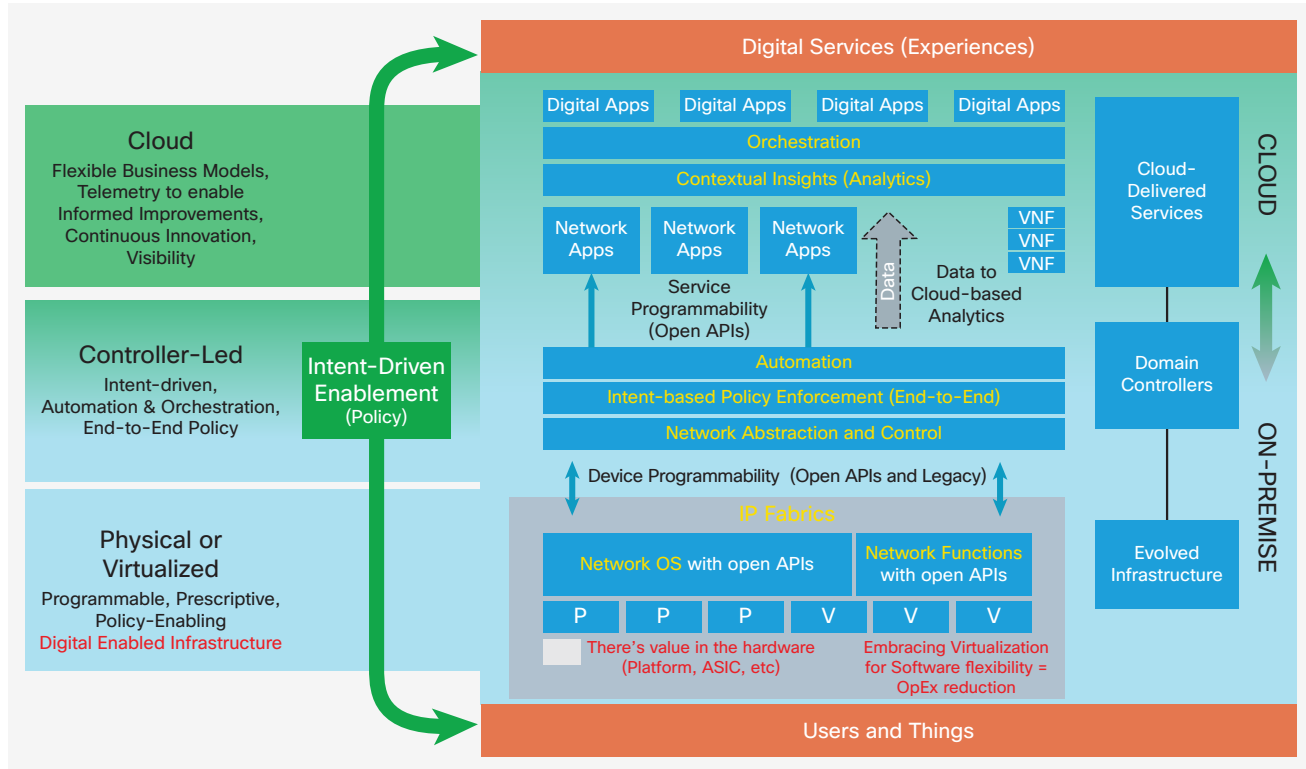 Digital Services (Experiences)
Cloud
Flexible Business Models,
Telemetry to enable
Informed Improvements,
Continuous Innovation,
Visibility
Controller-Led
Intent-driven,
Automation & Orchestration,
End-to-End Policy
Intent-Driven
Enablement
(Policy)
Physical or
Virtualized
Programmable, Prescriptive,
Policy-Enabling
Digital Enabled Infrastructure
Digital Apps
Digital Apps
Digital Apps
Digital Apps
Orchestration
Contextual Insights (Analytics)
Network
Apps
Network
Apps
Network
Apps
Data
VNF
VNF
VNF
Service
Programmability
(Open APIs)
Data to
Cloud-based
Analytics
Automation
Intent-based Policy Enforcement (End-to-End)
Network Abstraction and Control
Device Programmability (Open APIs and Legacy)
IP Fabrics
Network OS with open APIs
Network Functions
with open APIs
P
P
P
V
V
V
There's value in the hardware
(Platform, ASIC, etc)
Embracing Virtualization
for Software flexibility =
OpEx reduction
Cloud-
Delivered
Services
Domain
Controllers
Evolved
Infrastructure
CLOUD
ON-PREMISE
Users and Things